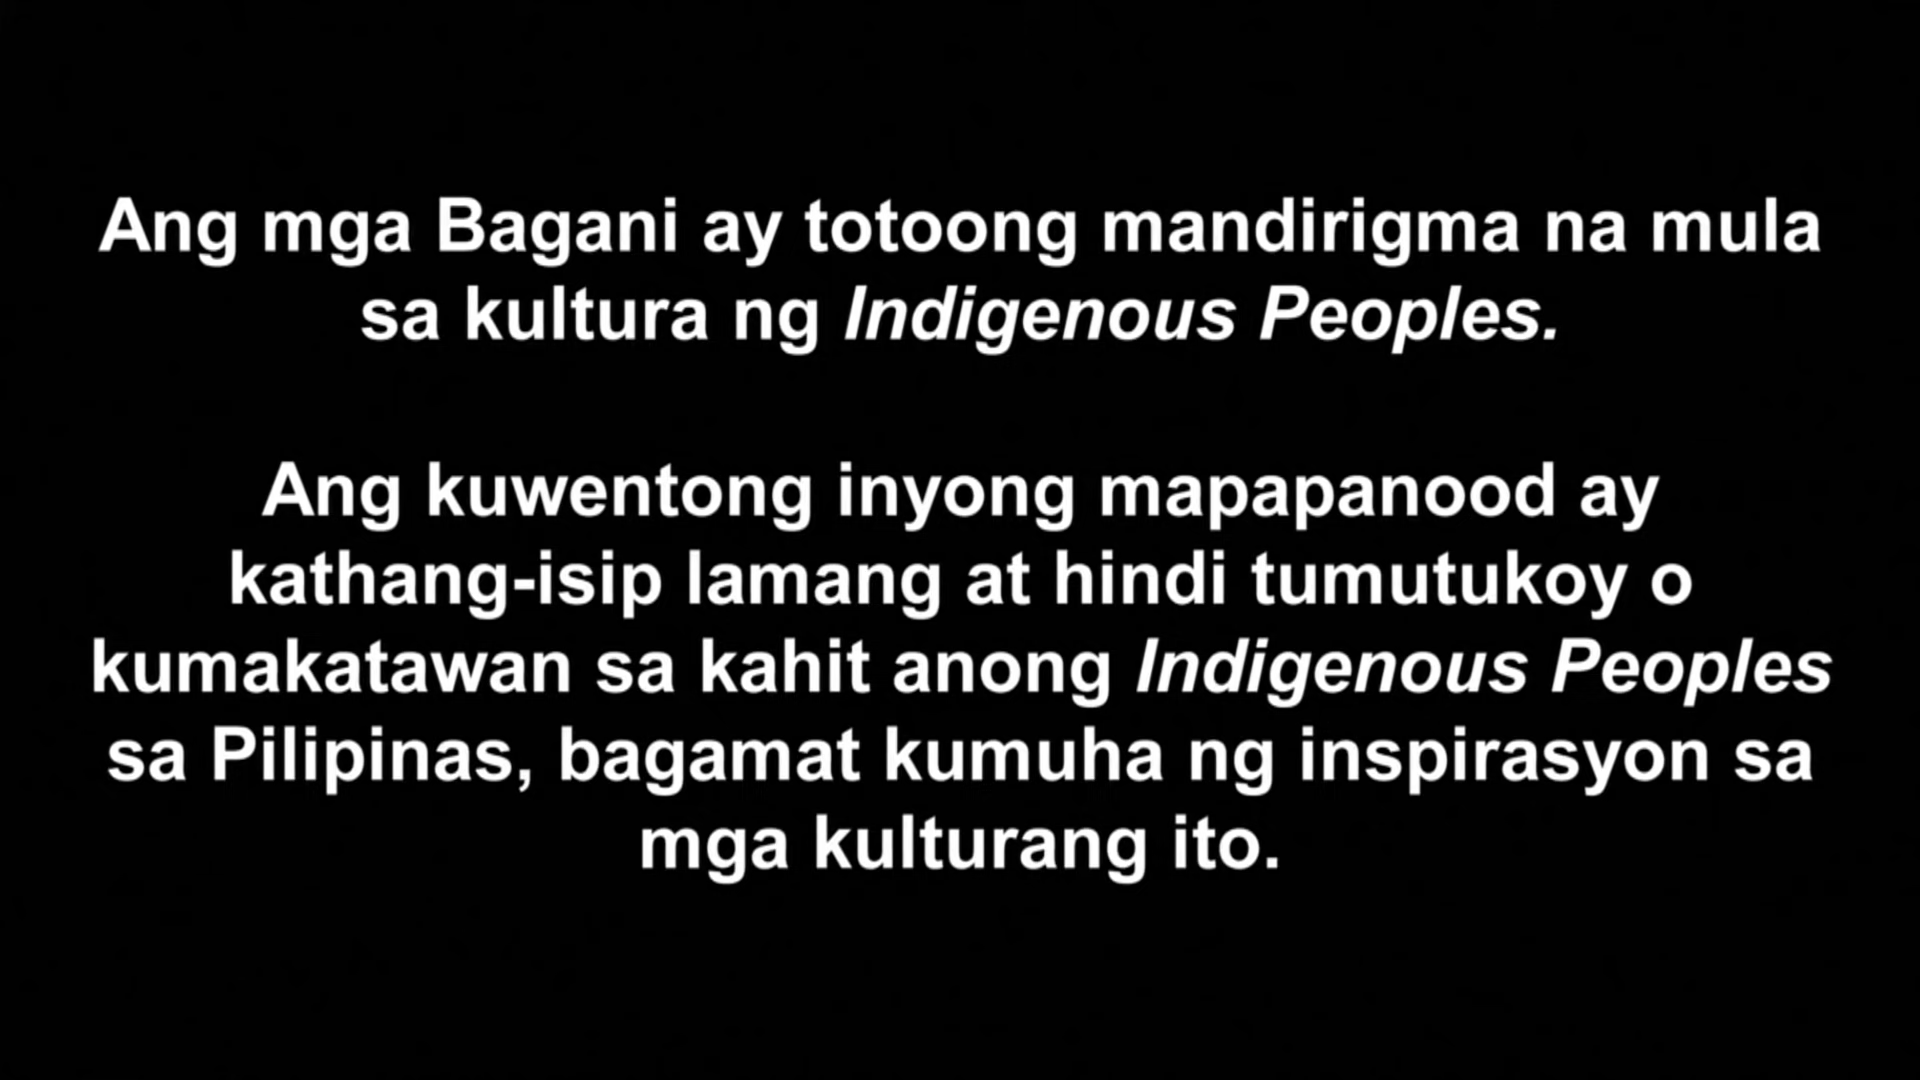 Ang mga Bagani ay totoong mandirigma na mula
sa kultura ng Indigenous Peoples.
Ang kuwentong inyong mapapanood ay
kathang-isip lamang at hindi tumutukoy o
kumakatawan sa kahit anong Indigenous Peoples
sa Pilipinas, bagamat kumuha ng inspirasyon sa
mga kulturang ito.